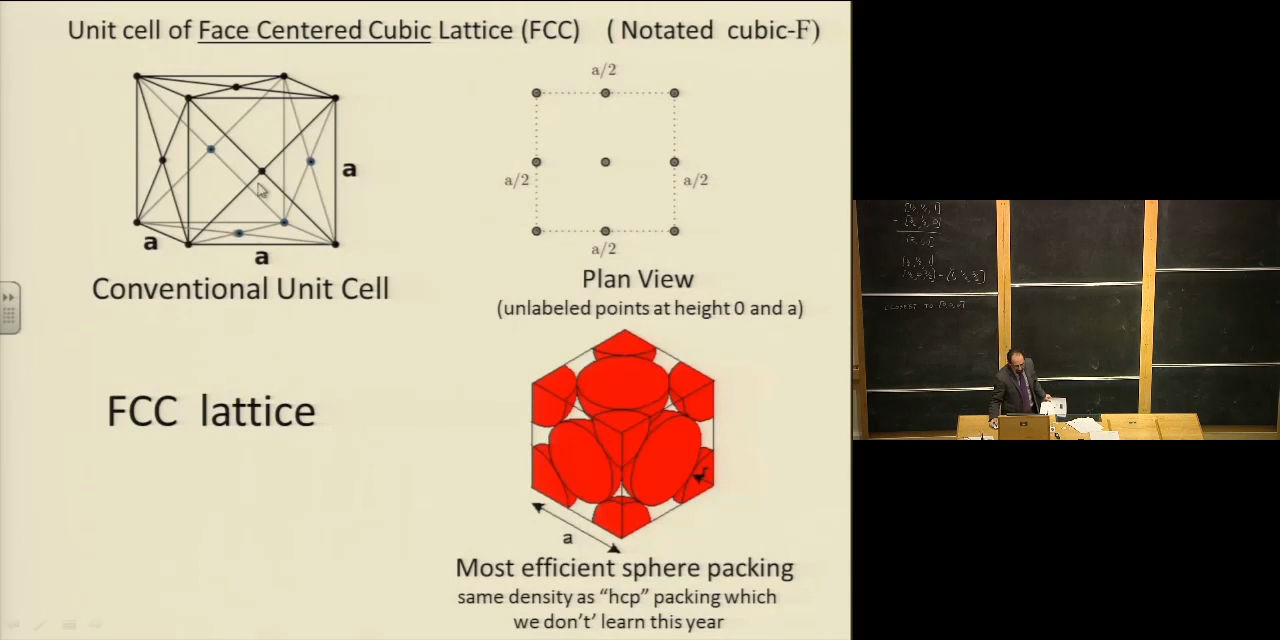 Unit cell of Face Centered Cubic Lattice (FCC) ( Notated cubic-F)
a/2
a
a/2
a/2
a
a
a/2
Conventional Unit Cell
Plan View
(unlabeled points at height 0 and a)
FCC lattice
r
a
Most efficient sphere packing
same density as “hcp” packing which
we don't’ learn this year
CLOSEST TO